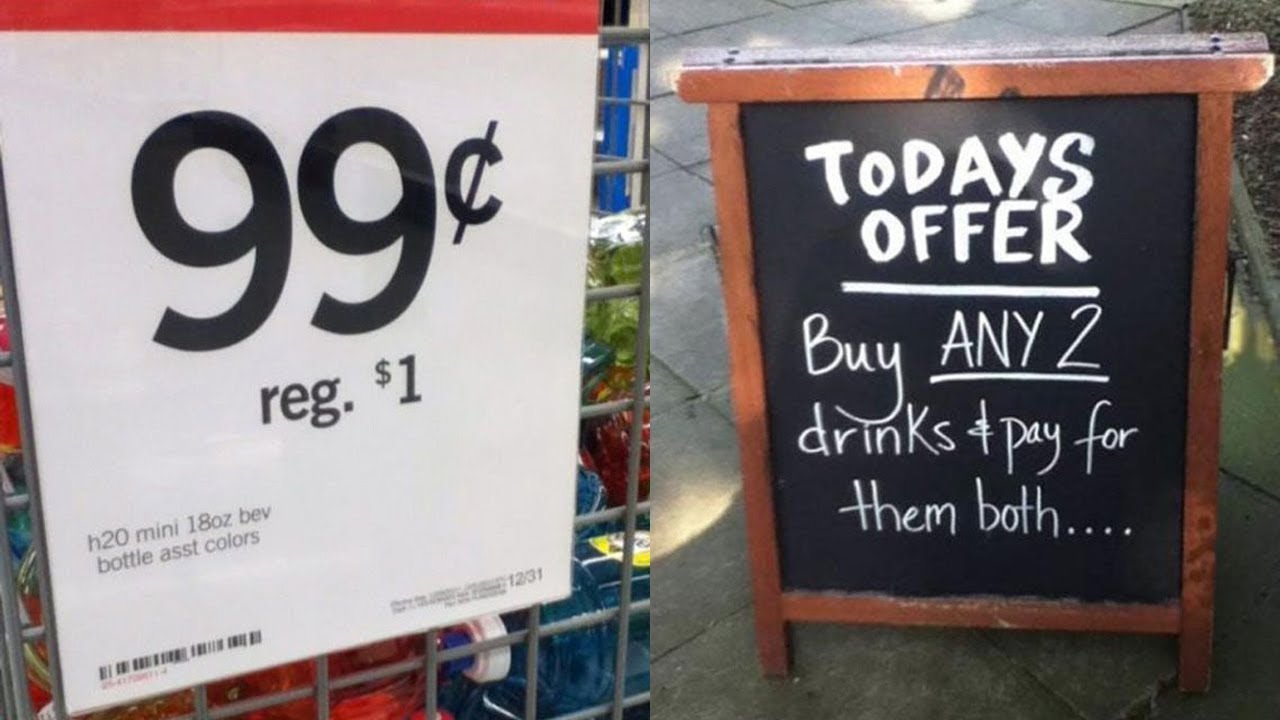 99¢
reg. $1
h20 mini 18oz bev
bottle asst colors
12/31
TODAYS
OFFER
Buy ANY 2
drinks & pay for
them both....